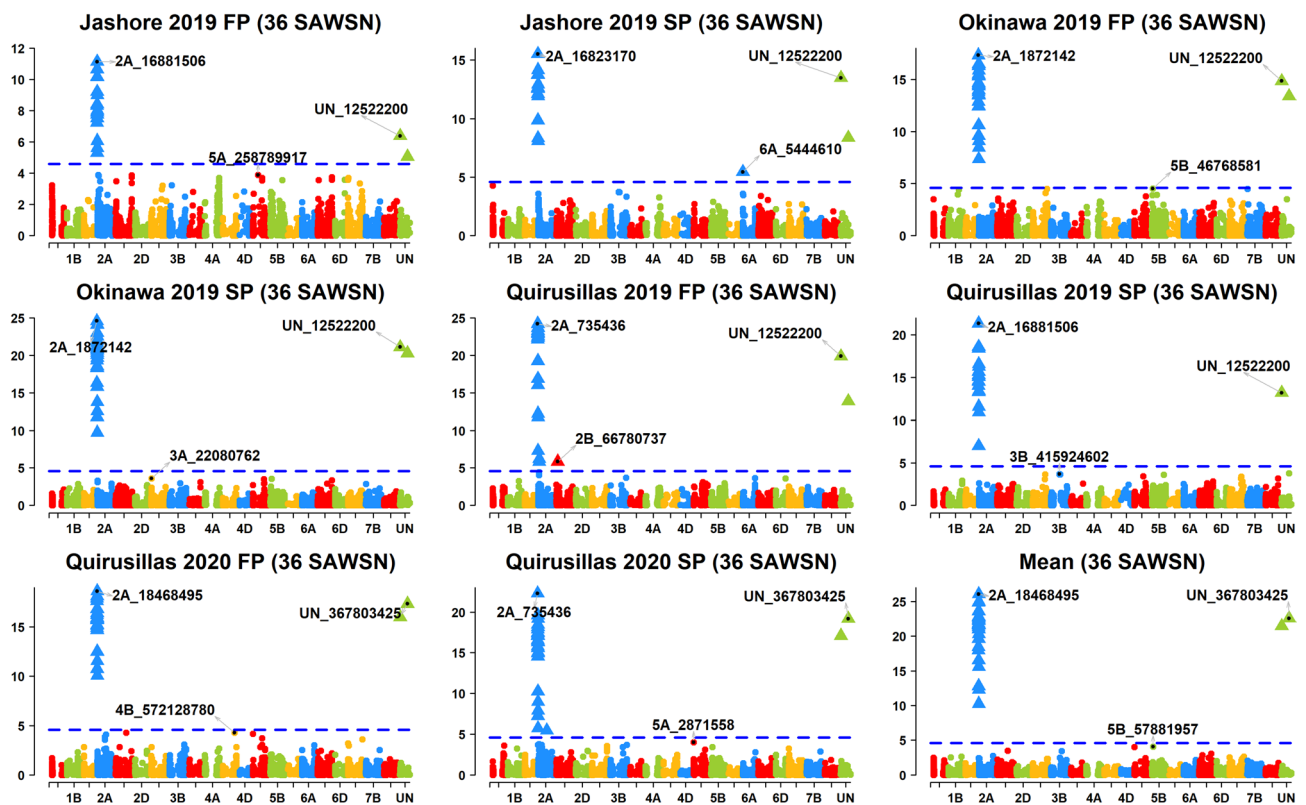 Jashore 2019 FP (36 SAWSN)
12
10
8
6
4
2
0
2A_16881506
UN_12522200
5A_258789917
1B 2A 2D 3B 4A 4D 5B 6A 6D 7B UN
Jashore 2019 SP (36 SAWSN)
15
10
5
0
2A_16823170
UN_12522200
6A_5444610
1B 2A 2D 3B 4A 4D 5B 6A 6D 7B UN
Okinawa 2019 FP (36 SAWSN)
15
10
5
0
2A_1872142
UN_12522200
5B_46768581
1B 2A 2D 3B 4A 4D 5B 6A 6D 7B UN
Okinawa 2019 SP (36 SAWSN)
25
20
15
10
5
0
UN_12522200
2A_1872142
3A_22080762
1B 2A 2D 3B 4A 4D 5B 6A 6D 7B UN
Quirusillas 2019 FP (36 SAWSN)
25
20
15
10
5
0
2A_735436
UN_12522200
2B_66780737
1B 2A 2D 3B 4A 4D 5B 6A 6D 7B UN
Quirusillas 2019 SP (36 SAWSN)
20
15
10
5
0
2A_16881506
UN_12522200
3B_415924602
1B 2A 2D 3B 4A 4D 5B 6A 6D 7B UN
Quirusillas 2020 FP (36 SAWSN)
15
10
5
0
2A_18468495
UN_367803425
4B_572128780
1B 2A 2D 3B 4A 4D 5B 6A 6D 7B UN
Quirusillas 2020 SP (36 SAWSN)
20
15
10
5
0
UN_367803425
2A_735436
5A_2871558
1B 2A 2D 3B 4A 4D 5B 6A 6D 7B UN
Mean (36 SAWSN)
25
20
15
10
5
0
2A_18468495
UN_367803425
5B_57881957
1B 2A 2D 3B 4A 4D 5B 6A 6D 7B UN